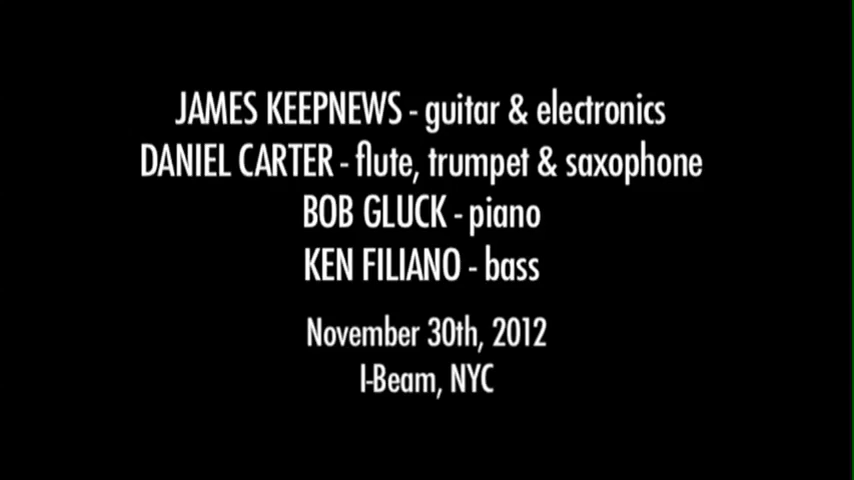 JAMES KEEPNEWS - guitar & electronics
DANIEL CARTER - flute, trumpet & saxophone
BOB GLUCK - piano
KEN FILIANO - bass
November 30th, 2012
I-Beam, NYC